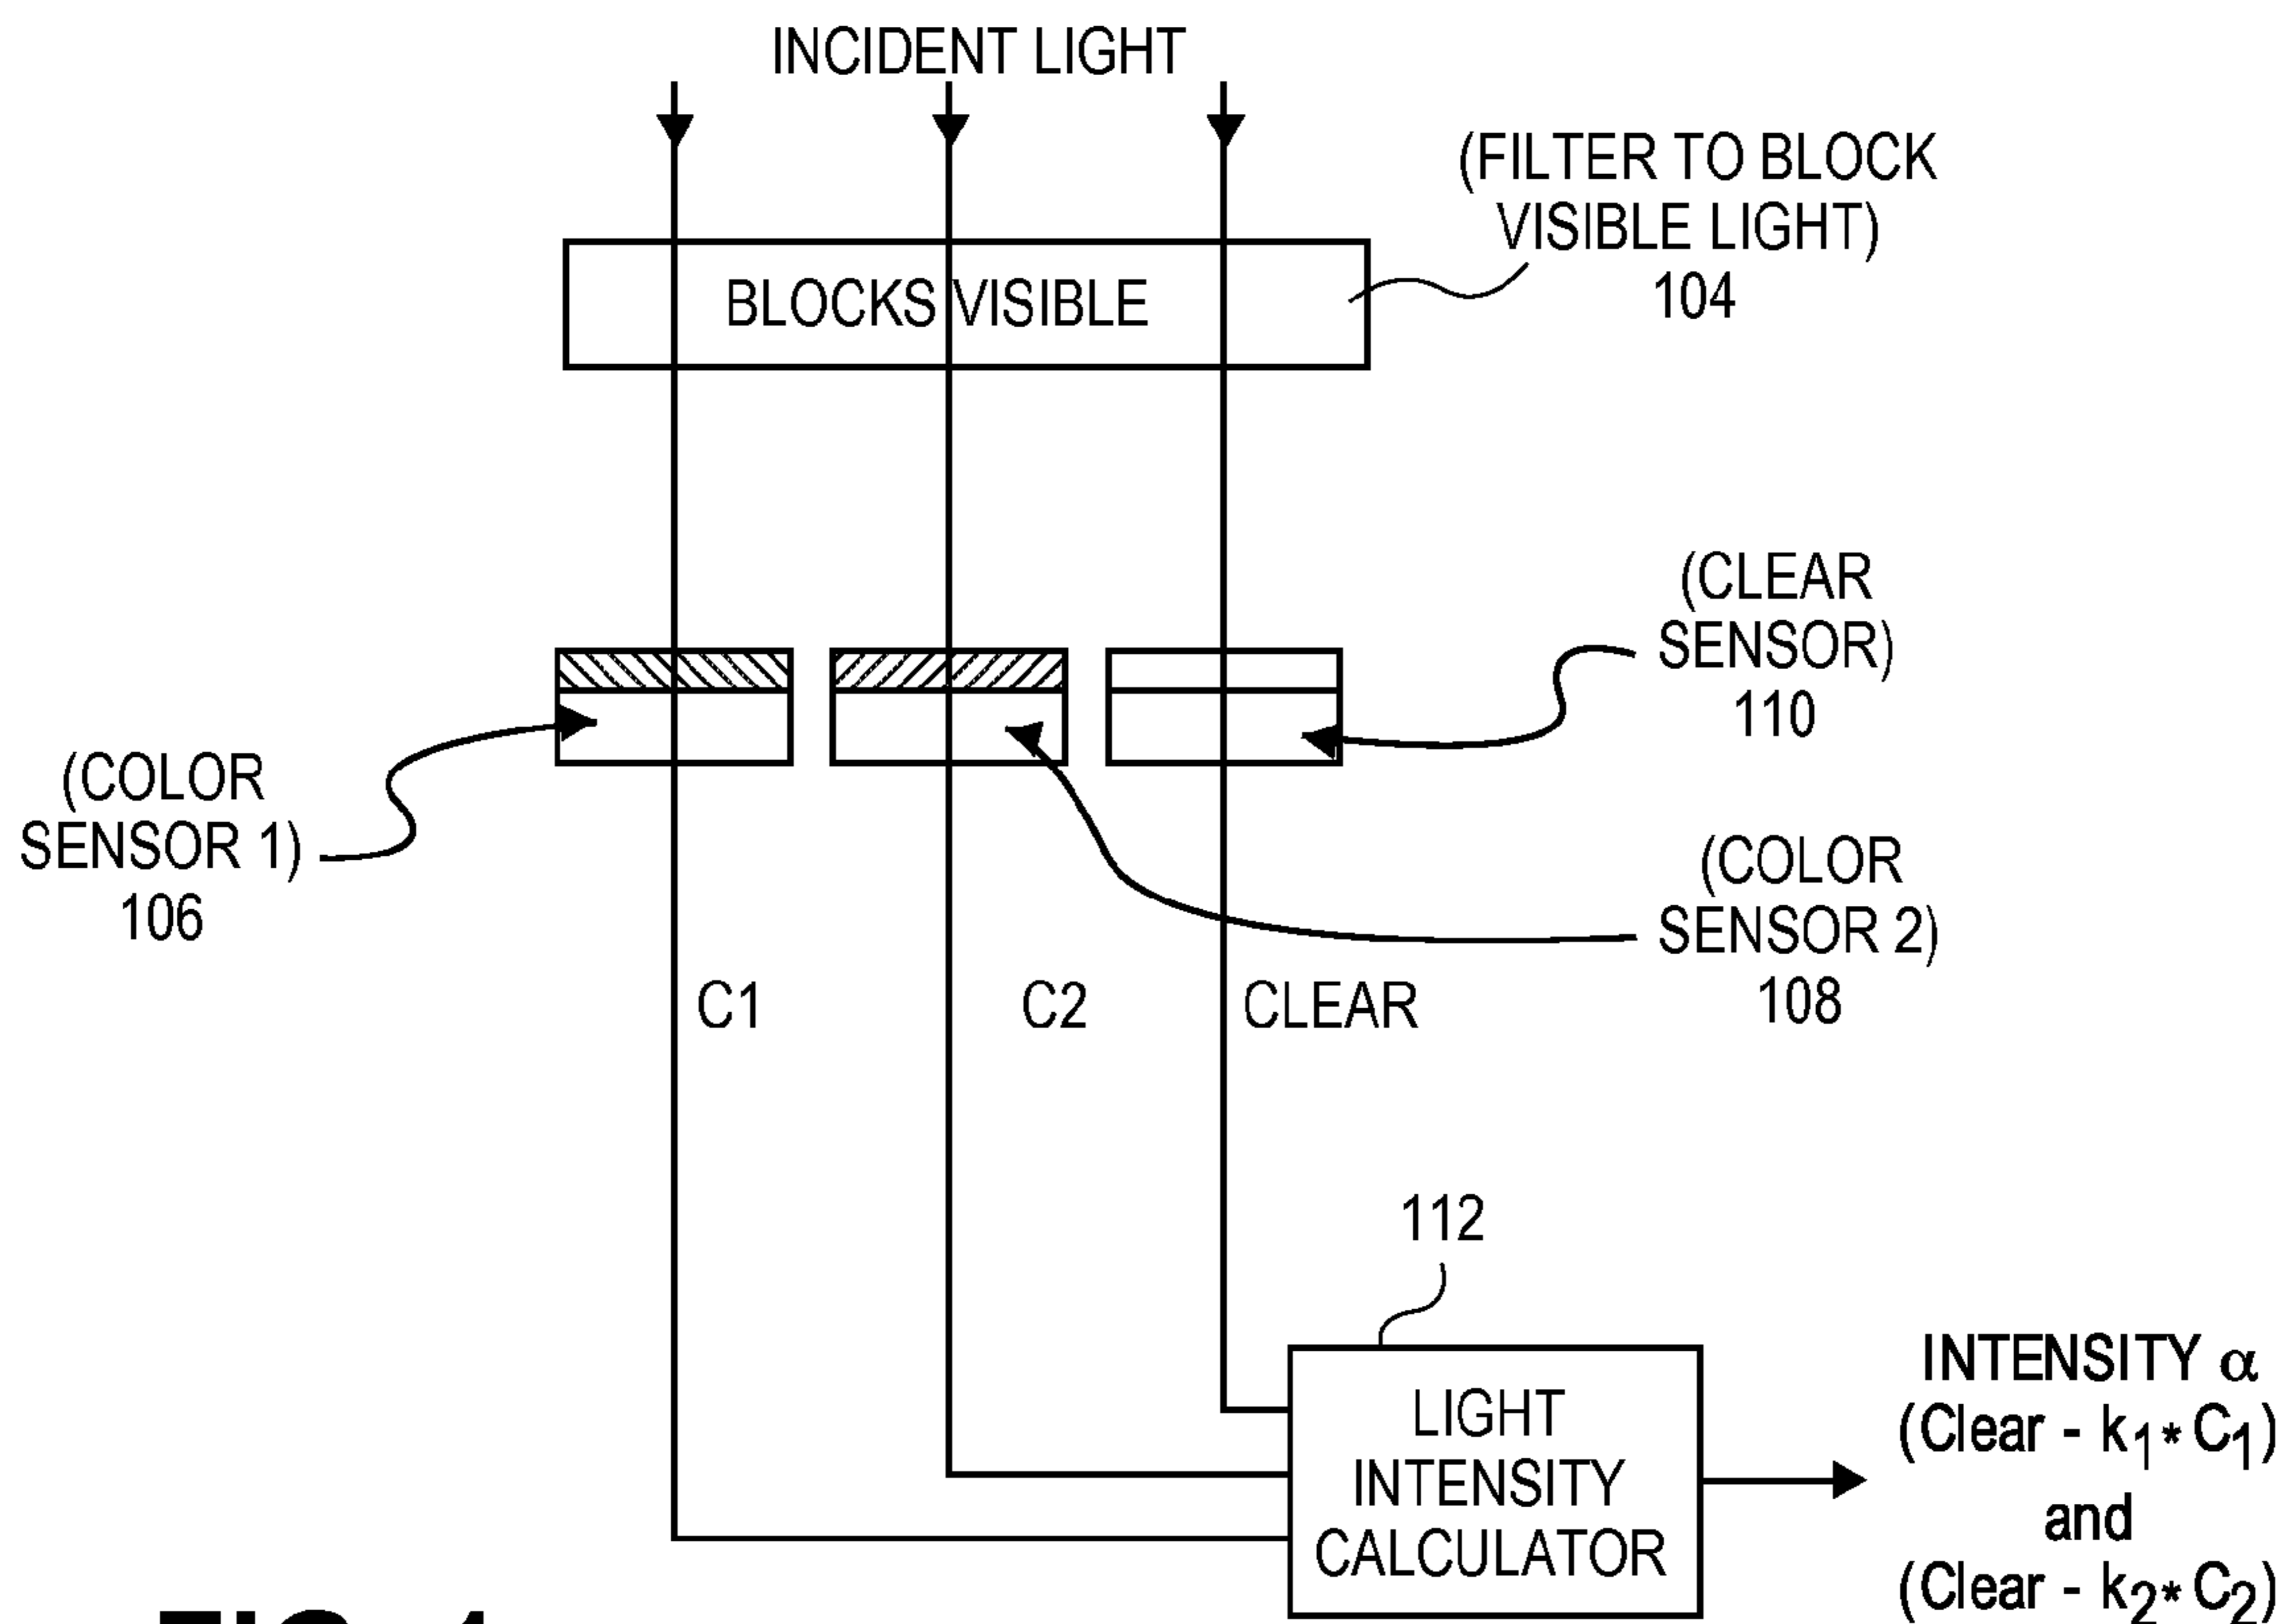 INCIDENT LIGHT
(FILTER TO BLOCK
VISIBLE LIGHT)
104
BLOCKS VISIBLE
(CLEAR
SENSOR)
110
(COLOR
SENSOR 1)
106
(COLOR
SENSOR 2)
108
C1
C2
CLEAR
112
LIGHT
INTENSITY
CALCULATOR
INTENSITY α
(Clear - k1* C1)
and
(Clear - k2* C2)